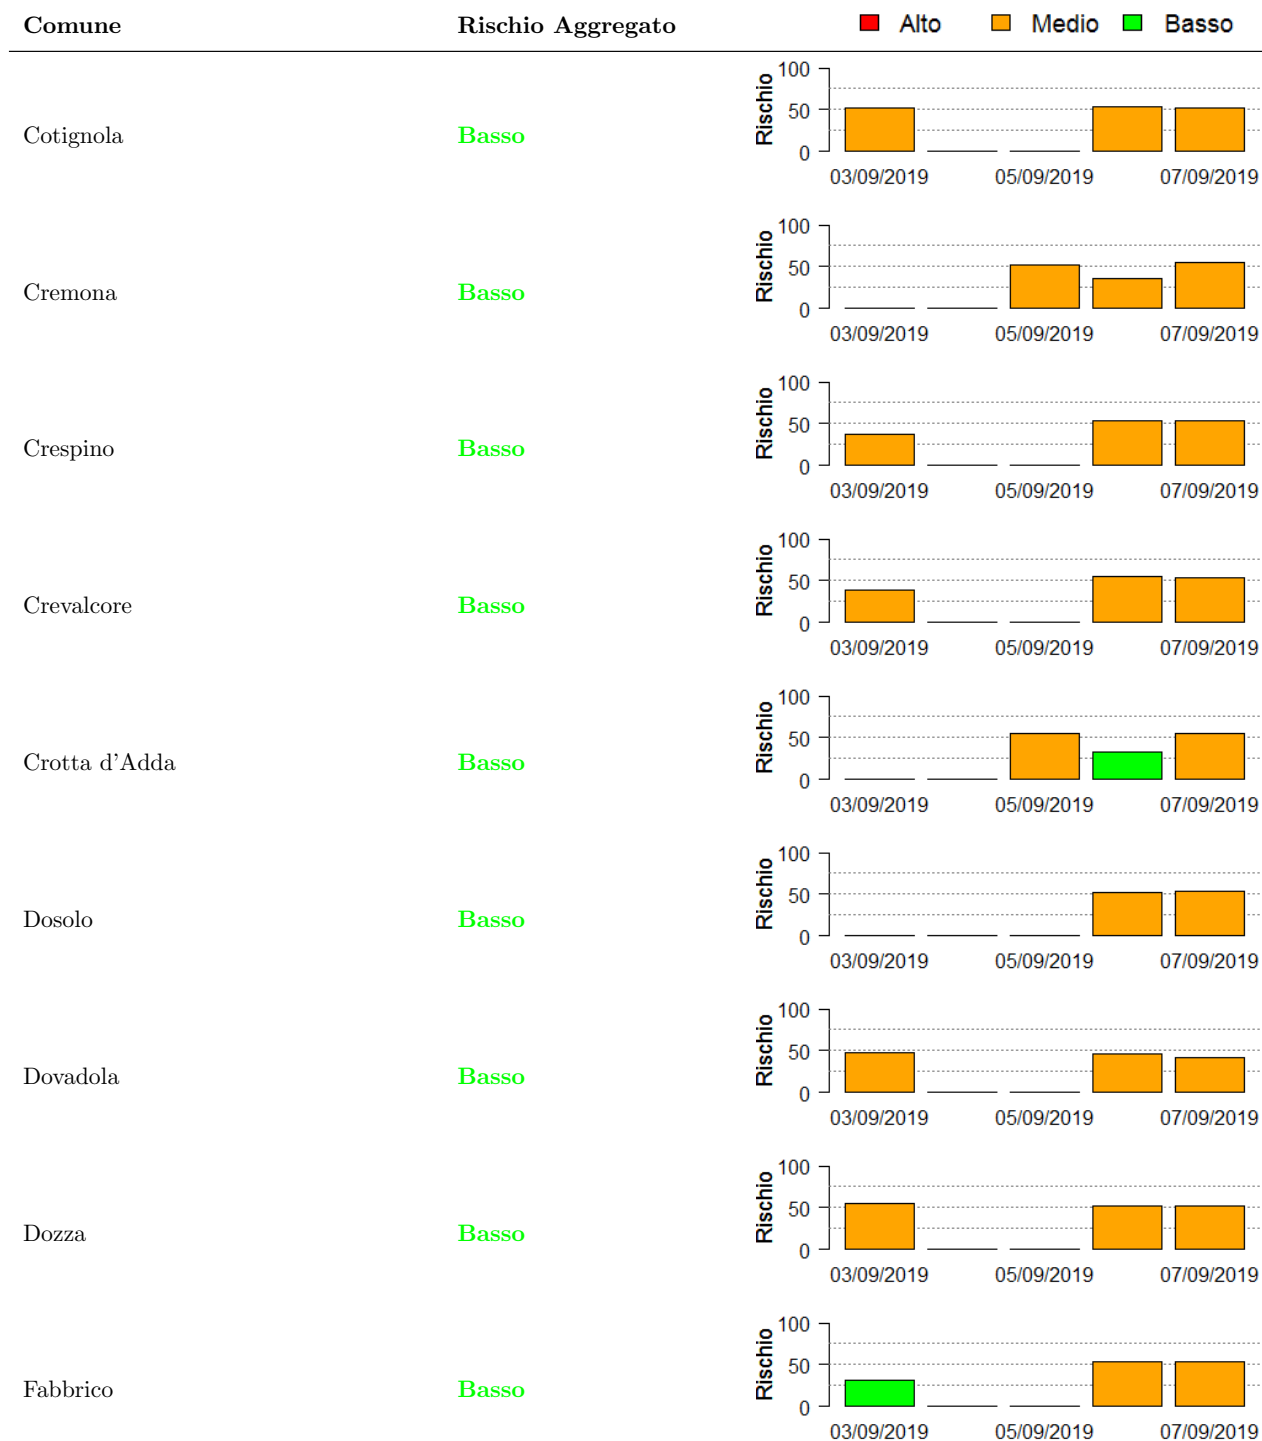 Comune Rischio Aggregato Alto Medio Basso
Cotignola Basso Rischio 100 50 0
03/09/2019 05/09/2019 07/09/2019
Cremona Basso Rischio 100 50 0
03/09/2019 05/09/2019 07/09/2019
Crespino Basso Rischio 100 50 0
03/09/2019 05/09/2019 07/09/2019
Crevalcore Basso Rischio 100 50 0
03/09/2019 05/09/2019 07/09/2019
Crotta d'Adda Basso Rischio 100 50 0
03/09/2019 05/09/2019 07/09/2019
Dosolo Basso Rischio 100 50 0
03/09/2019 05/09/2019 07/09/2019
Dovadola Basso Rischio 100 50 0
03/09/2019 05/09/2019 07/09/2019
Dozza Basso Rischio 100 50 0
03/09/2019 05/09/2019 07/09/2019
Fabbrico Basso Rischio 100 50 0
03/09/2019 05/09/2019 07/09/2019